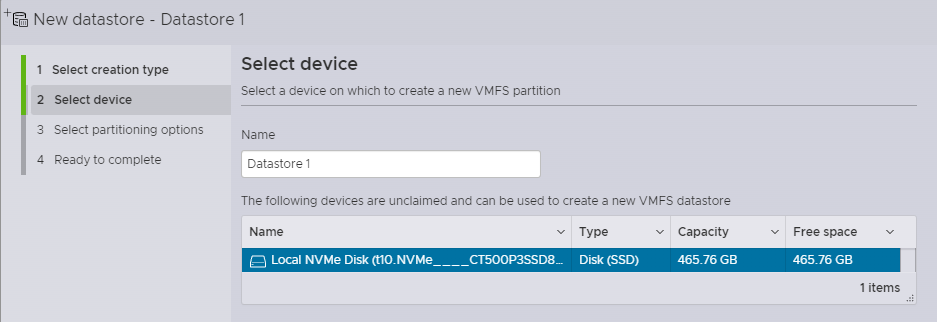 New datastore - Datastore 1
1 Select creation type
2 Select device
3 Select partitioning options
4 Ready to complete
Select device
Select a device on which to create a new VMFS partition
Name
Datastore 1
The following devices are unclaimed and can be used to create a new VMFS datastore
Name Type Capacity Free space
Local NVMe Disk (t10.NVMe____CT500P3SSD8... Disk (SSD) 465.76 GB 465.76 GB
1 items